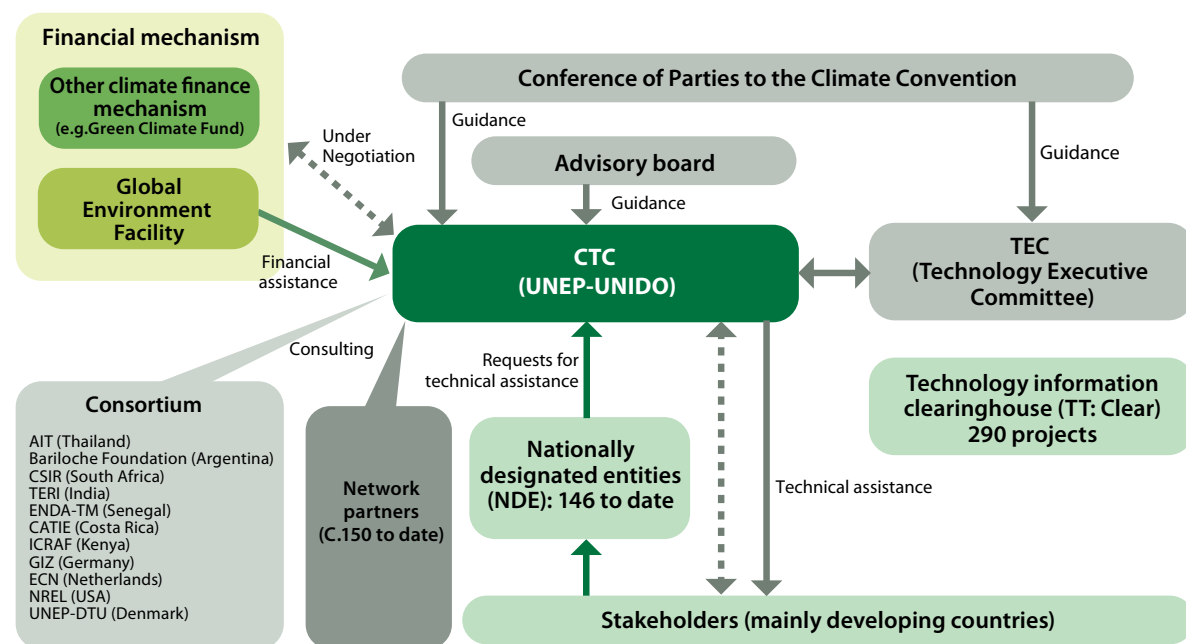 Financial mechanism
Other climate finance
mechanism
(e.g.Green Climate Fund)
Global
Environment
Facility
Under
Negotiation
Financial
assistance
Conference of Parties to the Climate Convention
Guidance
Advisory board
Guidance
Guidance
CTC
(UNEP-UNIDO)
TEC
(Technology Executive
Committee)
Consulting
Requests for
technical assistance
Technology information
clearinghouse (TT: Clear)
290 projects
Consortium
AIT (Thailand)
Bariloche Foundation (Argentina)
CSIR (South Africa)
TERI (India)
ENDA-TM (Senegal)
CATIE (Costa Rica)
ICRAF (Kenya)
GIZ (Germany)
ECN (Netherlands)
NREL (USA)
UNEP-DTU (Denmark)
Network
partners
(C.150 to date)
Nationally
designated entities
(NDE): 146 to date
Technical assistance
Stakeholders (mainly developing countries)